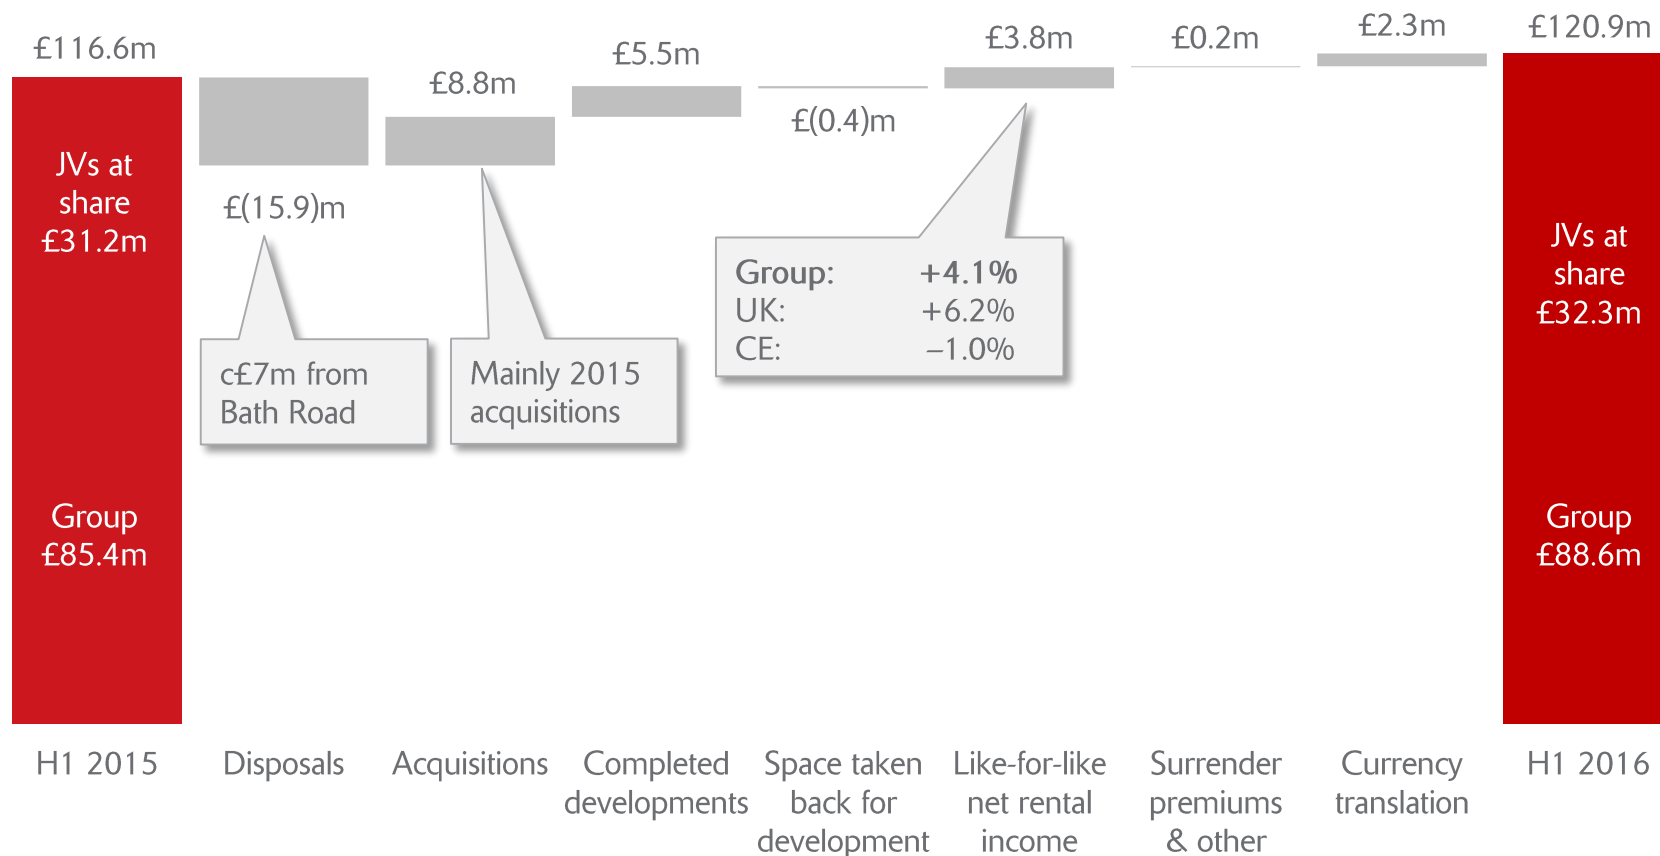 £116.6m
JVs at
share
£31.2m
Group
£85.4m
£(15.9)m
c£7m from
Bath Road
£8.8m
Mainly 2015
acquisitions
£5.5m
£(0.4)m
£3.8m
Group: +4.1%
UK: +6.2%
CE: –1.0%
£0.2m
£2.3m
£120.9m
JVs at
share
£32.3m
Group
£88.6m
H1 2015
Disposals
Acquisitions
Completed
developments
Space taken
back for
development
Like-for-like
net rental
income
Surrender
premiums
& other
Currency
translation
H1 2016